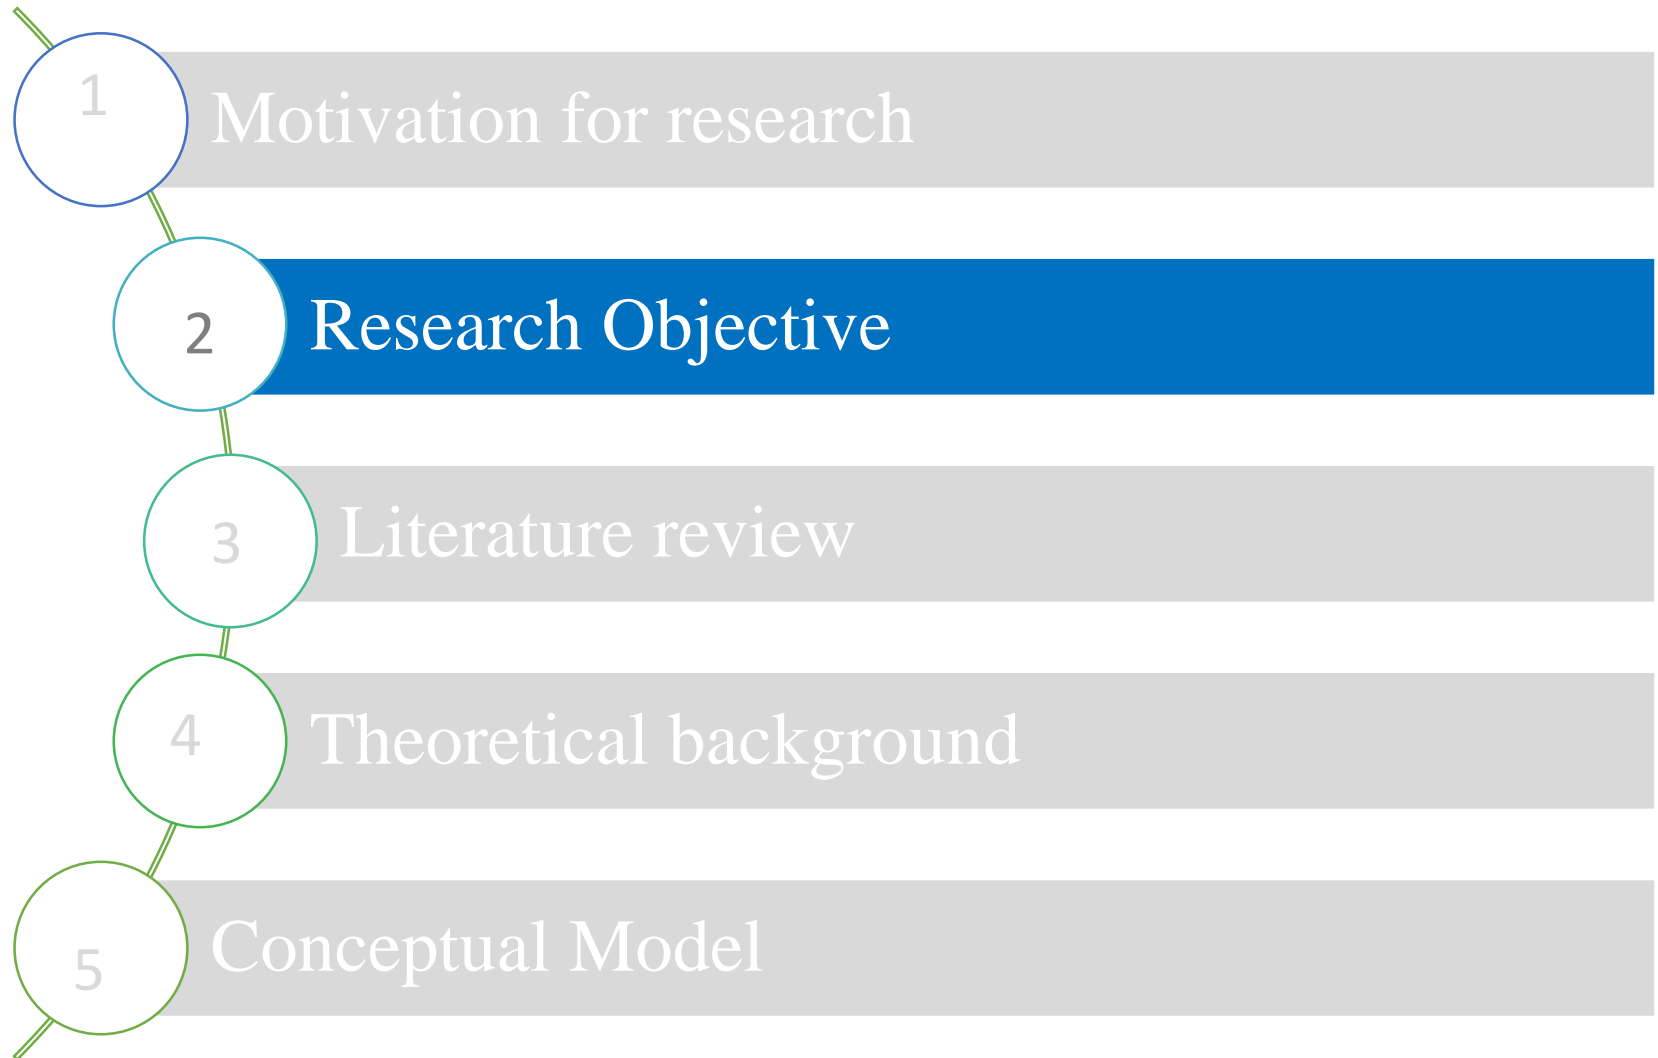 1
Motivation for research
2
Research Objective
3
Literature review
4
Theoretical background
5
Conceptual Model